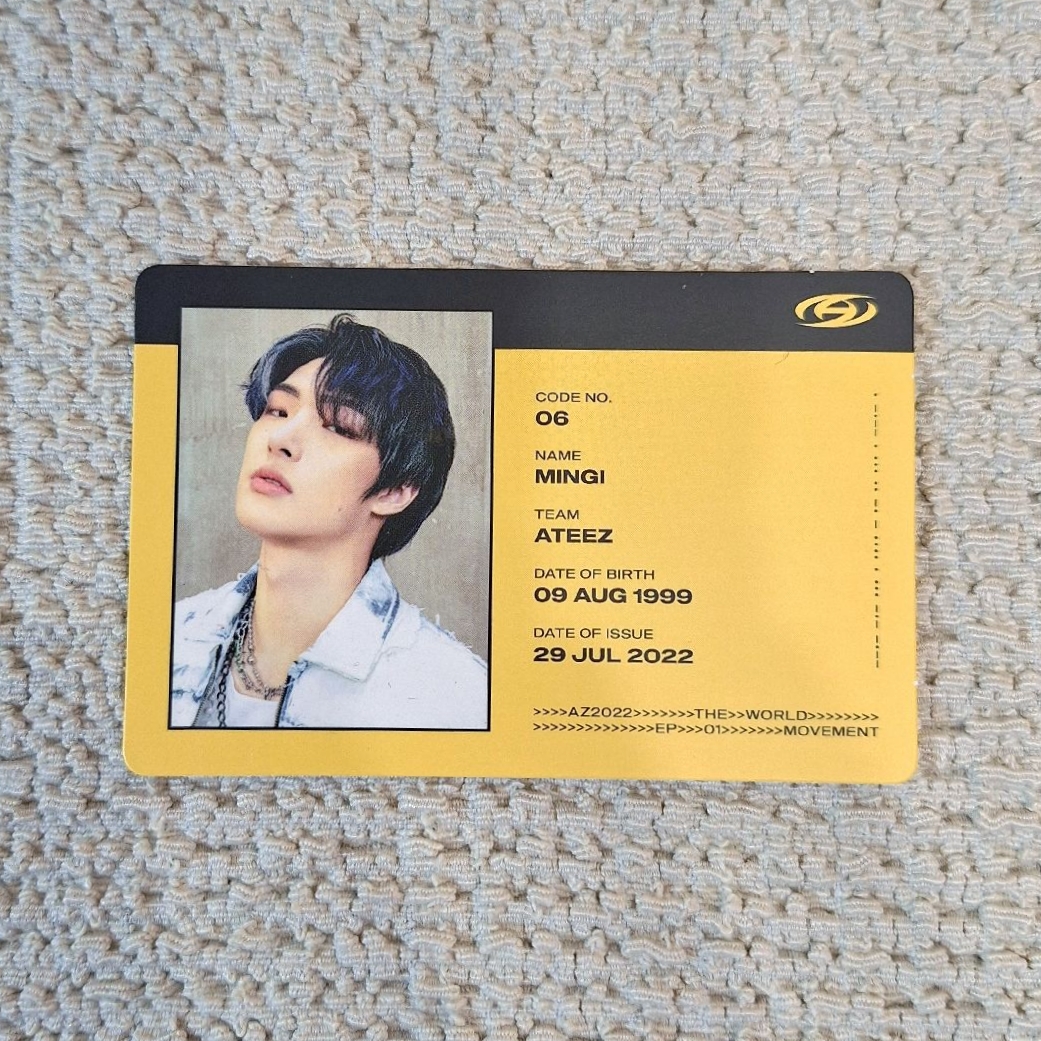 CODE NO.
06
NAME
MINGI
TEAM
ATEEZ
DATE OF BIRTH
09 AUG 1999
DATE OF ISSUE
29 JUL 2022
>>>>AZ2022>>>>>>>THE>>WORLD>>>>>>>>
>>>>>>>>>>>>>>EP>>>01>>>>>>>MOVEMENT